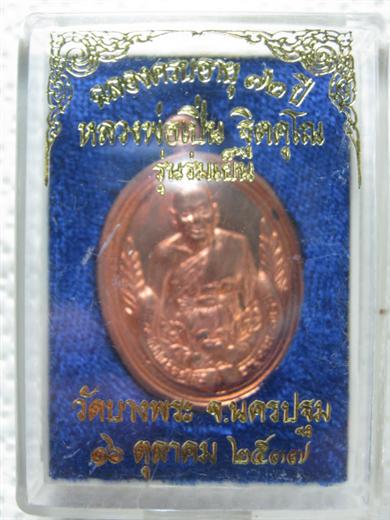 ฉลองครบอายุ ๗๒ ปี
หลวงพ่อเปิ่น ฐิตคุโณ
รุ่นร่มเย็น
วัดบางพระ จ.นครปฐม
๑๖ ตุลาคม ๒๕๓๗